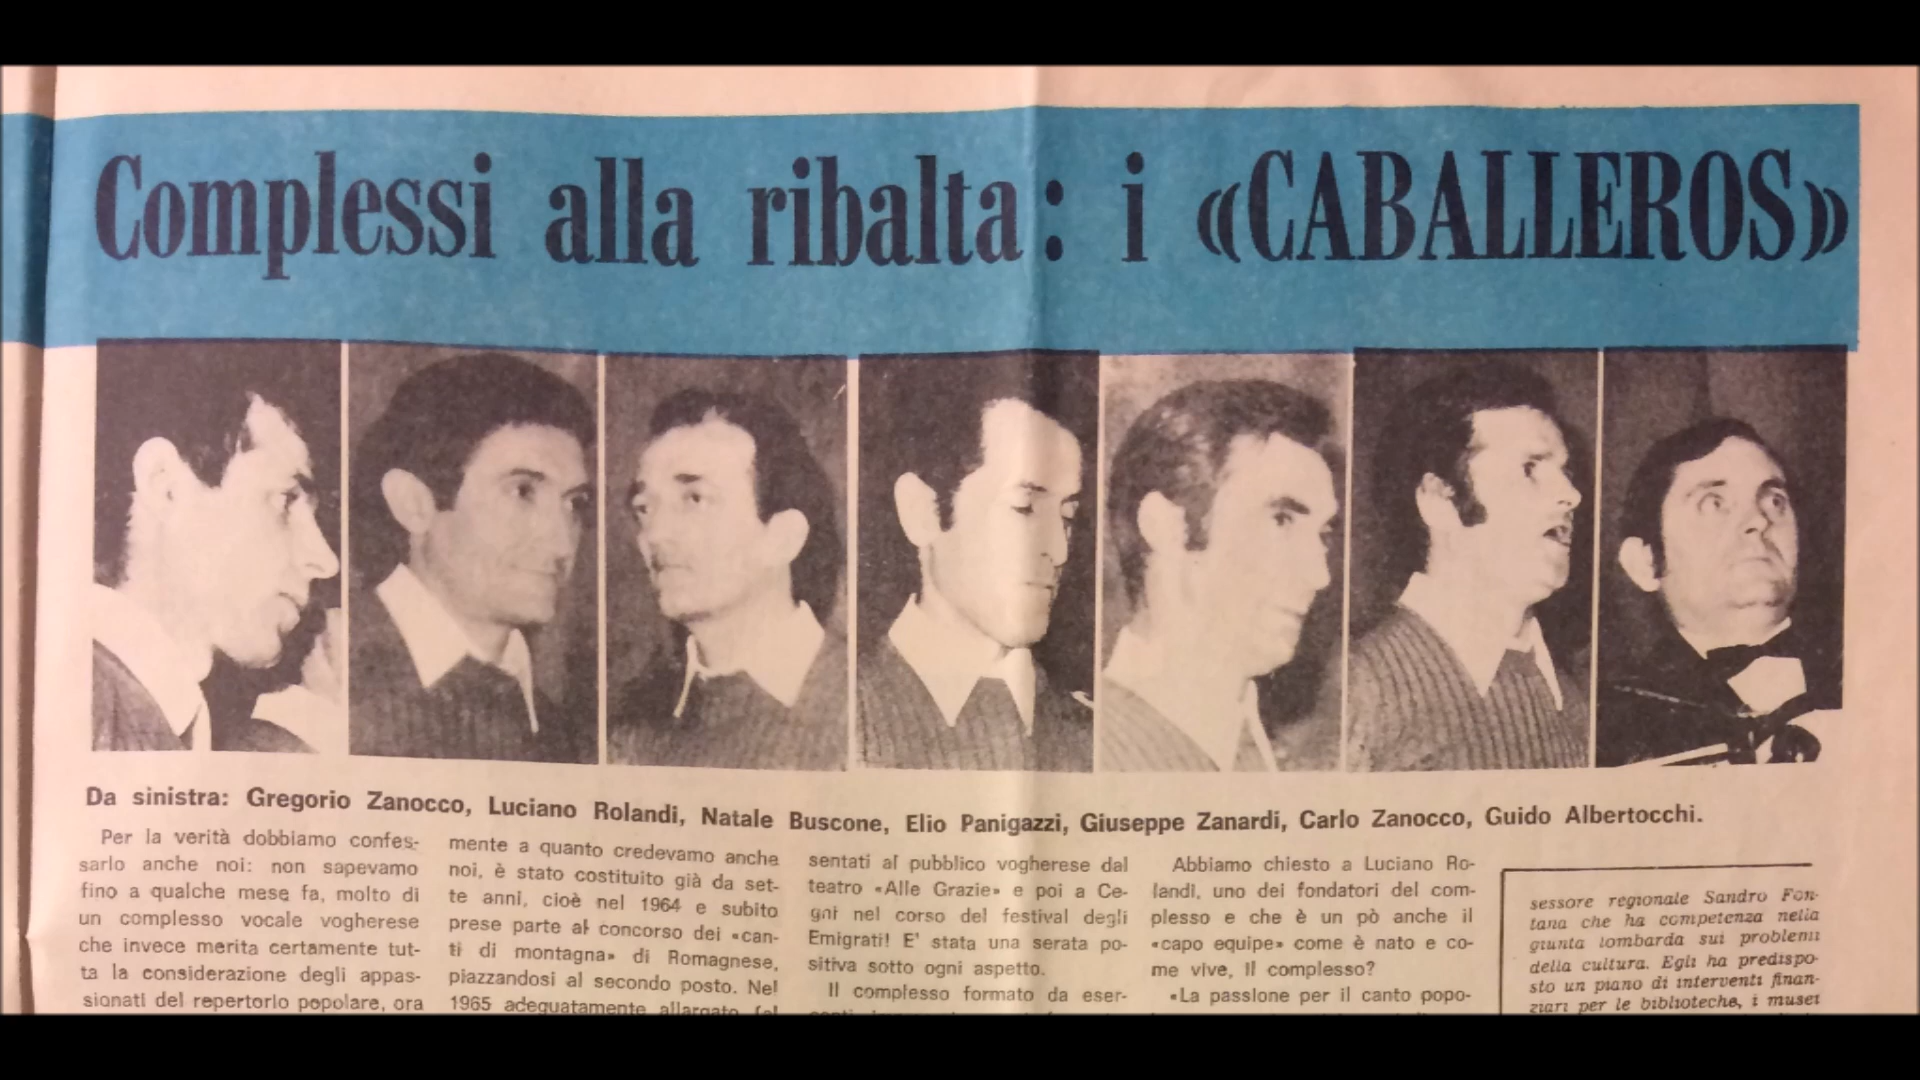 Complessi alla ribalta: i «CABALLEROS»
Da sinistra: Gregorio Zanocco, Luciano Rolandi, Natale Buscone, Elio Panigazzi, Giuseppe Zanardi, Carlo Zanocco, Guido Albertocchi.
Per la verità dobbiamo confes-
sarlo anche noi: non sapevamo
fino a qualche mese fa, molto di
un complesso vocale vogherese
che invece merita certamente tut-
ta la considerazione degli appas-
sionati del repertorio popolare, ora
mente a quanto credevamo anche
noi, è stato costituito già da set-
te anni, cioè nel 1964 e subito
prese parte al concorso dei «can-
ti di montagna» di Romagnese,
piazzandosi al secondo posto. Nel
1965 adeguatamente allargato
sentati al pubblico vogherese dal
teatro «Alle Grazie» e poi a Ce-
gni nel corso del festival degli
Emigrati! E' stata una serata po-
sitiva sotto ogni aspetto.
Il complesso formato da eser-
Abbiamo chiesto a Luciano Ro-
landi, uno dei fondatori del com-
plesso e che è un pò anche il
«capo equipe» come è nato e co-
me vive, il complesso?
«La passione per il canto popo-
sessore regionale Sandro Fon-
tana che ha competenza nella
giunta lombarda sui problemi
della cultura. Egli ha predispo-
sto un piano di interventi finan-
ziari per le biblioteche, i musei